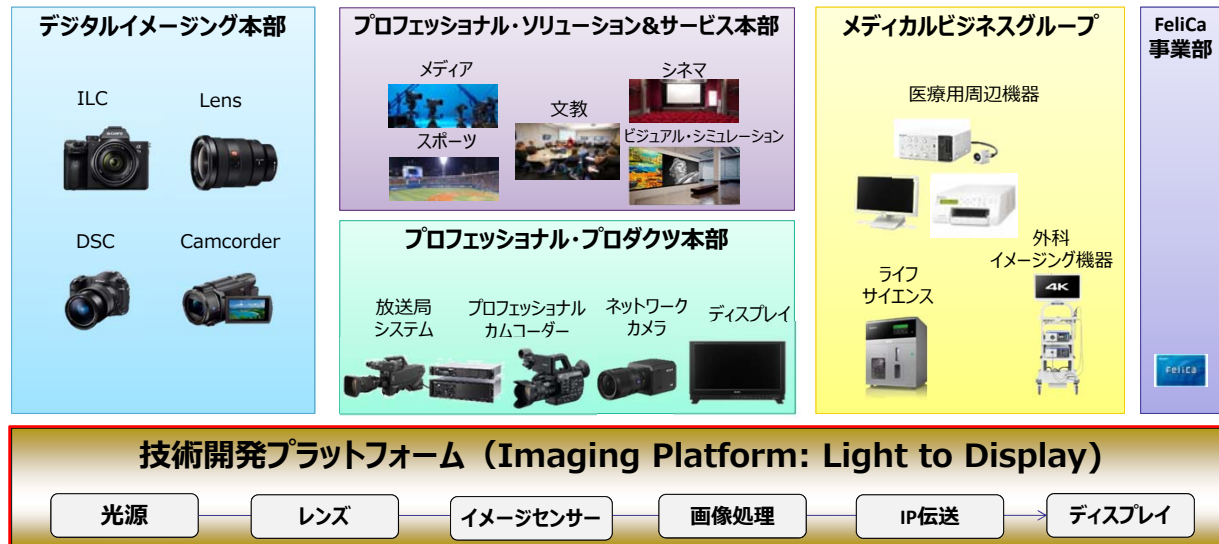 デジタルイメージング本部
ILC
Lens
DSC
Camcorder
プロフェッショナル・ソリューション&サービス本部
メディア
シネマ
文教
スポーツ
ビジュアル・シミュレーション
プロフェッショナル・プロダクツ本部
放送局
システム
プロフェッショナル
カムコーダー
ネットワーク
カメラ
ディスプレイ
メディカルビジネスグループ
医療用周辺機器
外科
イメージング機器
4K
ライフ
サイエンス
FeliCa
事業部
FeliCa
技術開発プラットフォーム（Imaging Platform: Light to Display)
光源
レンズ
イメージセンサー
画像処理
IP伝送
ディスプレイ